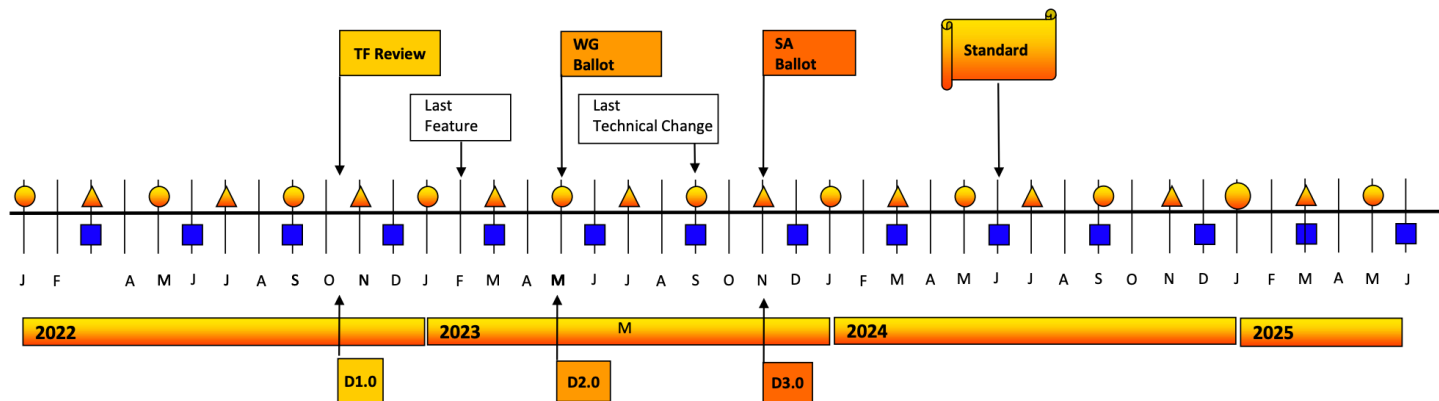 TF Review
WG
Ballot
SA
Ballot
Standard
Last
Feature
Last
Technical Change
J F A M J J A S O N D J F M A M J J A S O N D J F M A M J J A S O N D J F M A M J
2022 2023 M 2024 2025
D1.0 D2.0 D3.0